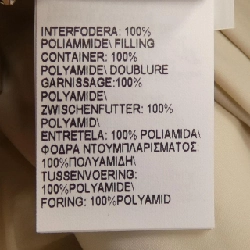 INTERFODERA: 100%
POLIAMMIDE\ FILLING
CONTAINER: 100%
POLYAMIDE\ DOUBLURE
GARNISSAGE:100%
POLYAMIDE\
ZWISCHENFUTTER: 100%
POLYAMID\
ENTRETELA: 100% POLIAMIDA\
ΦΟΔΡΑ ΝΤΟΥΜΠΛΑΡΙΣΜΑΤΟΣ:
100%ΠΟΛΥΑΜΙΔΗ\
TUSSENVOERING:
100%POLYAMIDE\
FORING: 100%POLYAMID